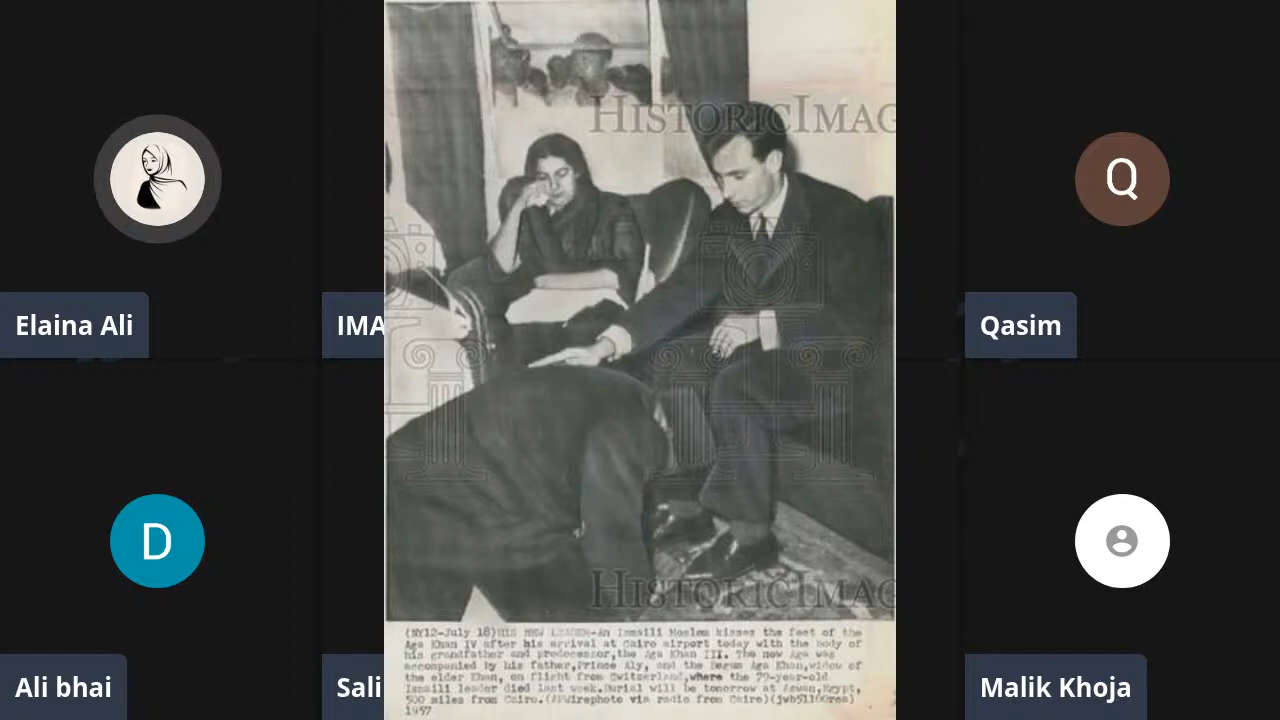 HISTORICIMAG
Elaina Ali
IMA
Q
Qasim
D
Ali bhai
Sali
Malik Khoja
HISTORICIMAG
(NY12-July 18)HIS NEW LEADER-An Ismaili Moslem kisses the feet of the
Aga Khan IV after his arrival at Cairo airport today with the body of
his grandfather and predecessor,the Aga Khan III. The new Aga was
accompanied by his father,Prince Aly, and the Begum Aga Khan,widow of
the elder Khan, on flight from Switzerland,where the 79-year-old
Ismaili leader died last week.Burial will be tomorrow at Aswan,Egypt,
500 miles from Cairo.(APWirephoto via radio from Cairo)
1957